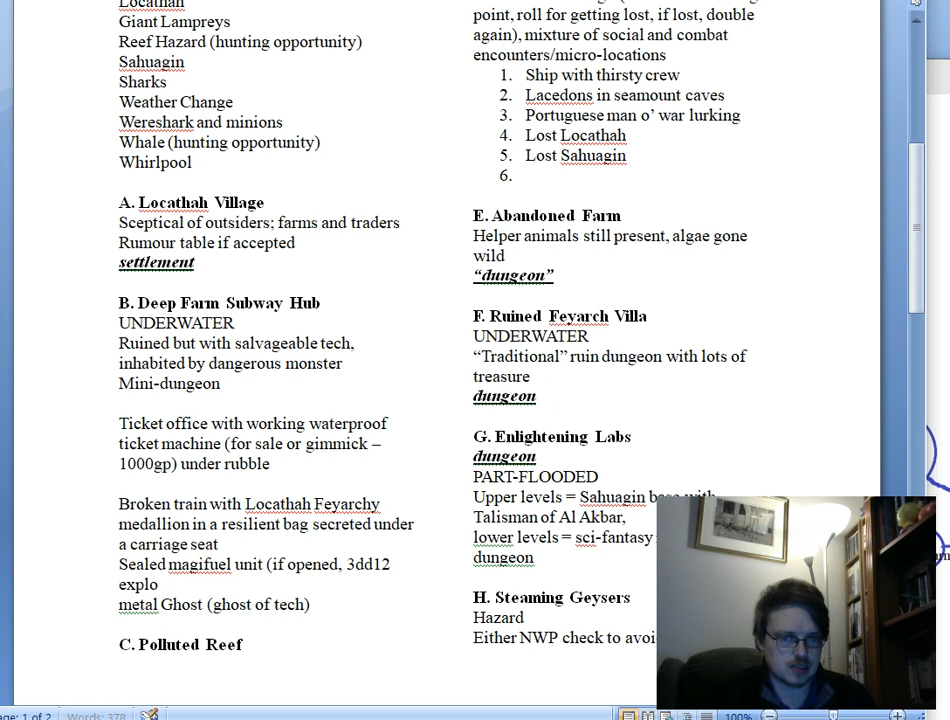 Locathah
Giant Lampreys
Reef Hazard (hunting opportunity)
Sahuagin
Sharks
Weather Change
Wereshark and minions
Whale (hunting opportunity)
Whirlpool
A. Locathah Village
Sceptical of outsiders; farms and traders
Rumour table if accepted
settlement
B. Deep Farm Subway Hub
UNDERWATER
Ruined but with salvageable tech,
inhabited by dangerous monster
Mini-dungeon
Ticket office with working waterproof
ticket machine (for sale or gimmick –
1000gp) under rubble
Broken train with Locathah Feyarchy
medallion in a resilient bag secreted under
a carriage seat
Sealed magifuel unit (if opened, 3dd12
explo
metal Ghost (ghost of tech)
C. Polluted Reef
point, roll for getting lost, if lost, double
again), mixture of social and combat
encounters/micro-locations
1. Ship with thirsty crew
2. Lacedons in seamount caves
3. Portuguese man o’ war lurking
4. Lost Locathah
5. Lost Sahuagin
6.
E. Abandoned Farm
Helper animals still present, algae gone
wild
“dungeon”
F. Ruined Feyarch Villa
UNDERWATER
“Traditional” ruin dungeon with lots of
treasure
dungeon
G. Enlightening Labs
dungeon
PART-FLOODED
Upper levels = Sahuagin base with
Talisman of Al Akbar,
lower levels = sci-fantasy
dungeon
H. Steaming Geysers
Hazard
Either NWP check to avoi
age: 1 of 2 Words: 378 100%